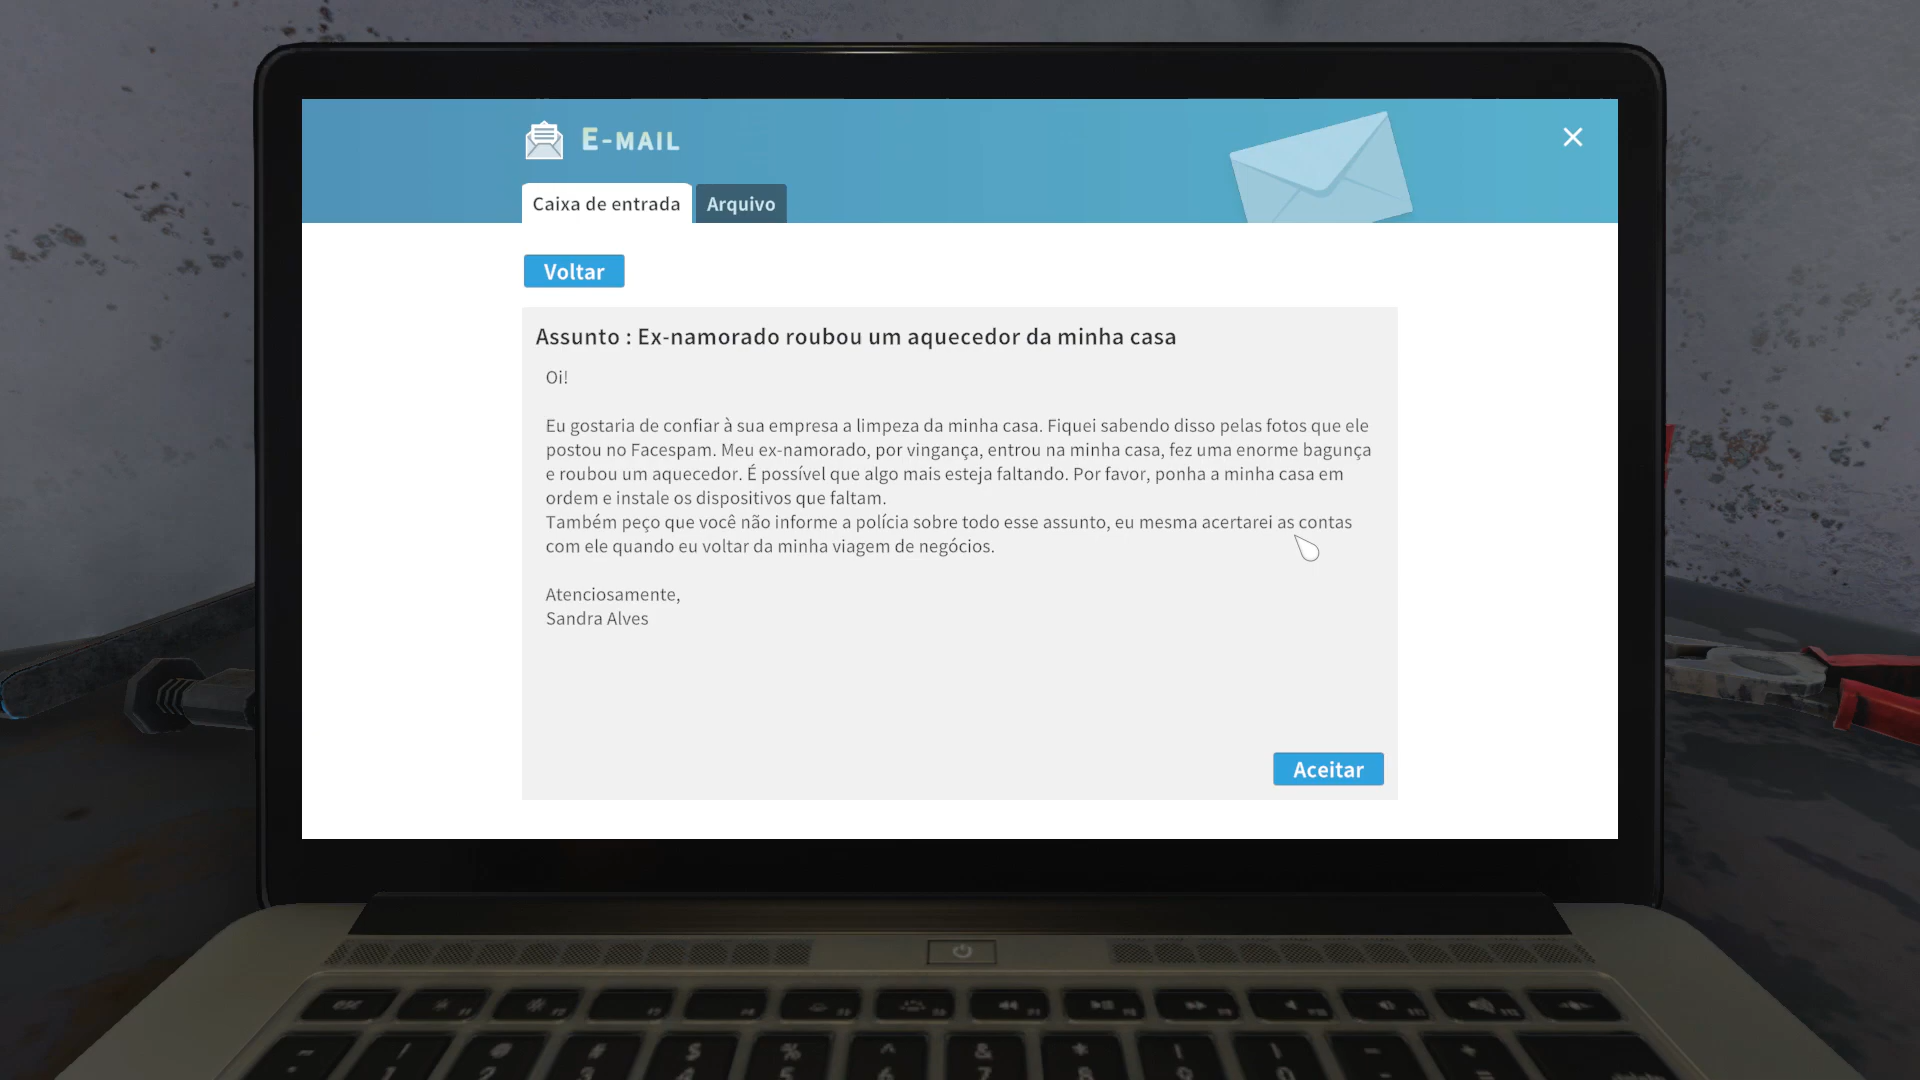 E-MAIL
Caixa de entrada
Arquivo
Voltar
Assunto : Ex-namorado roubou um aquecedor da minha casa
Oi!
Eu gostaria de confiar à sua empresa a limpeza da minha casa. Fiquei sabendo disso pelas fotos que ele
postou no Facespam. Meu ex-namorado, por vingança, entrou na minha casa, fez uma enorme bagunça
e roubou um aquecedor. É possível que algo mais esteja faltando. Por favor, ponha a minha casa em
ordem e instale os dispositivos que faltam.
Também peço que você não informe a polícia sobre todo esse assunto, eu mesma acertarei as contas
com ele quando eu voltar da minha viagem de negócios.
Atenciosamente,
Sandra Alves
Aceitar
esc